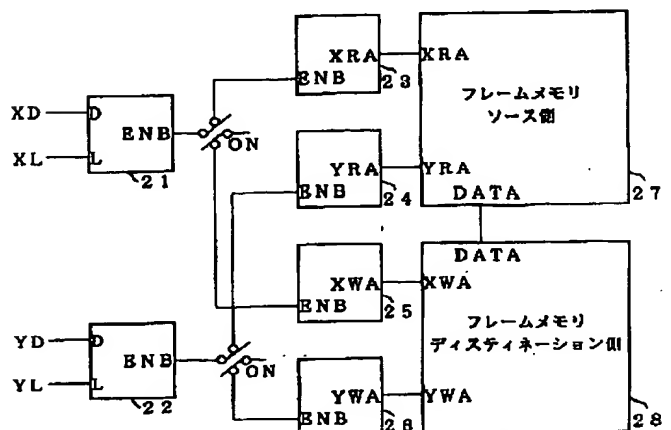 XRA
XRA
23
フレームメモリ
ソース側
ENB
XD
D
ENB
ON
XL
L
21
YRA
YRA
24
27
ENB
DATA
DATA
XWA
XWA
25
ENB
フレームメモリ
ディスティネーション側
YD
D
ENB
ON
YL
L
22
YWA
YWA
26
28
ENB